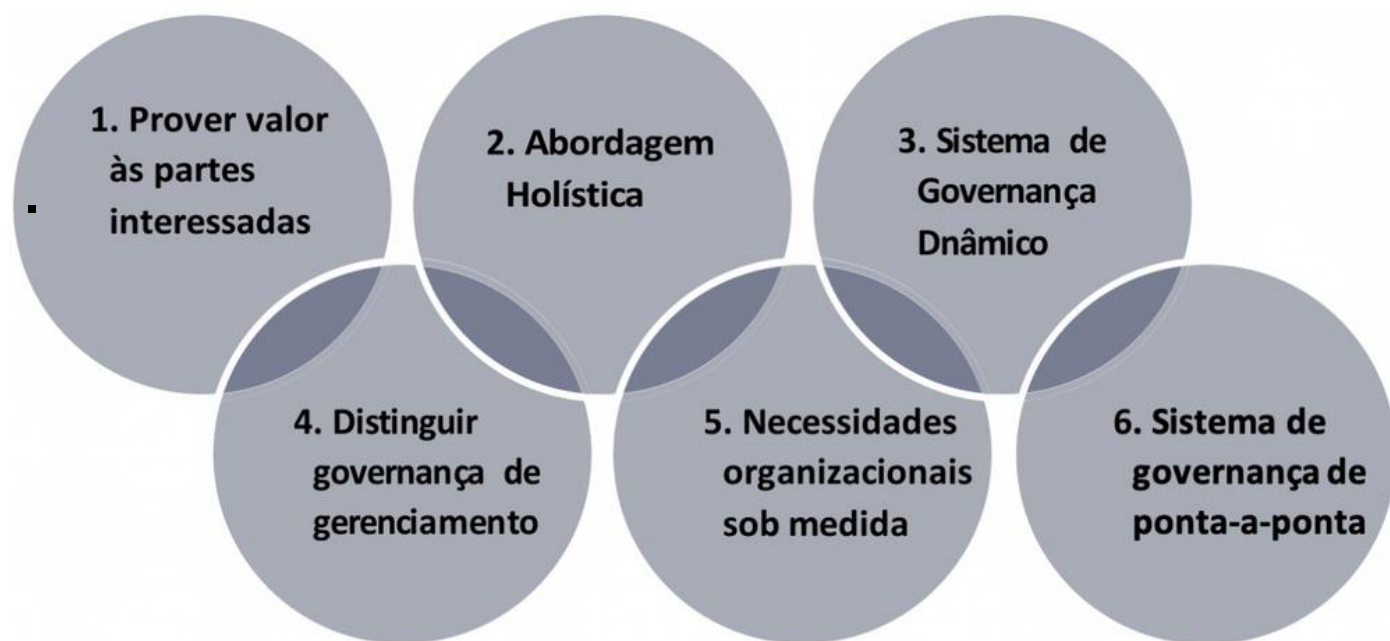 1. Prover valor
às partes
interessadas
2. Abordagem
Holística
3. Sistema de
Governança
Dnâmico
4. Distinguir
governança de
gerenciamento
5. Necessidades
organizacionais
sob medida
6. Sistema de
governança de
ponta-a-ponta